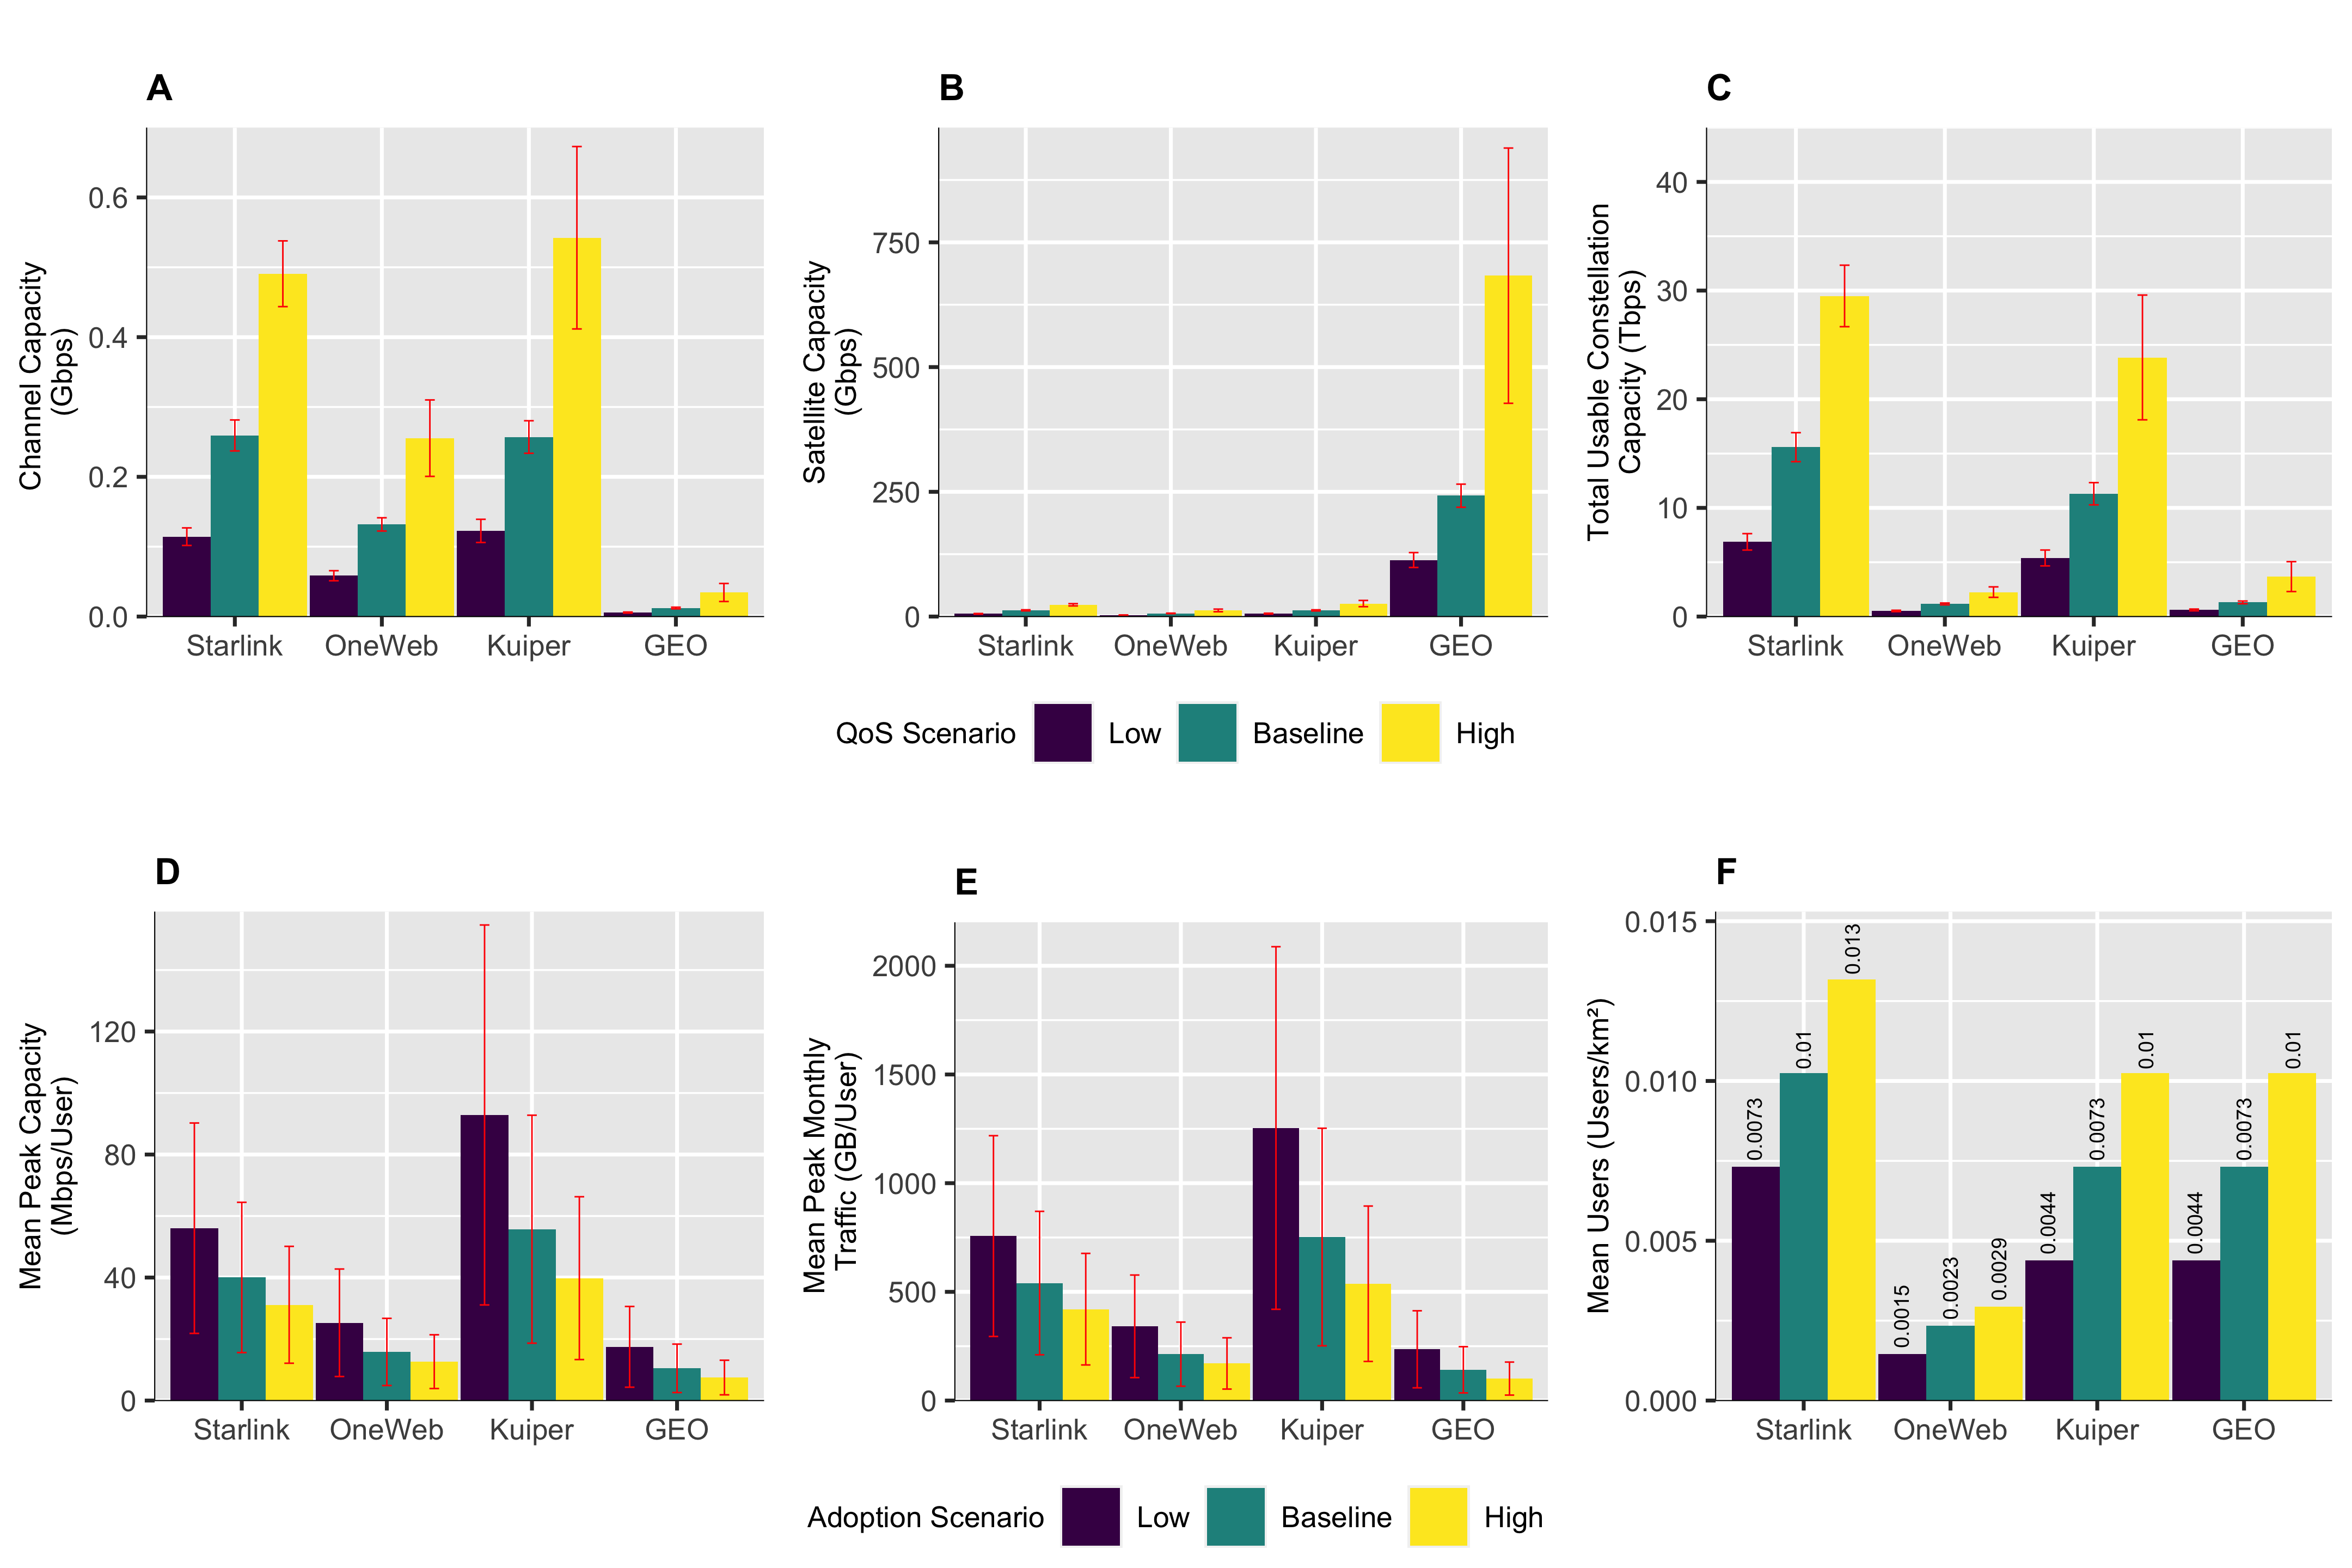 A
Channel Capacity
(Gbps)
0.6
0.4
0.2
0.0
Starlink OneWeb Kuiper GEO
B
Satellite Capacity
(Gbps)
750
500
250
0
Starlink OneWeb Kuiper GEO
C
Total Usable Constellation
Capacity (Tbps)
40
30
20
10
0
Starlink OneWeb Kuiper GEO
QoS Scenario Low Baseline High
D
Mean Peak Capacity
(Mbps/User)
120
80
40
0
Starlink OneWeb Kuiper GEO
E
Mean Peak Monthly
Traffic (GB/User)
2000
1500
1000
500
0
Starlink OneWeb Kuiper GEO
F
Mean Users (Users/km²)
0.015
0.010
0.005
0.000
0.0073
0.01
0.013
0.0015
0.0023
0.0029
0.0044
0.0073
0.01
0.0044
0.0073
0.01
Starlink OneWeb Kuiper GEO
Adoption Scenario Low Baseline High